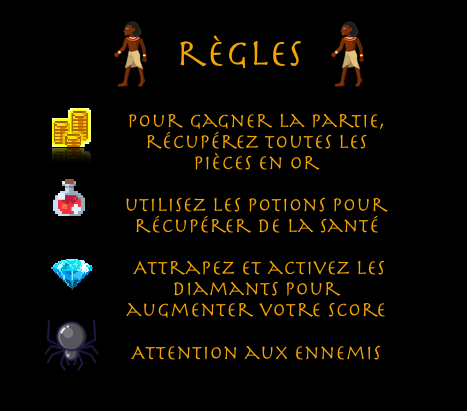 RÈGLES
POUR GAGNER LA PARTIE,
RÉCUPÉREZ TOUTES LES
PIÈCES EN OR
UTILISEZ LES POTIONS POUR
RÉCUPÉRER DE LA SANTÉ
ATTRAPEZ ET ACTIVEZ LES
DIAMANTS POUR
AUGMENTER VOTRE SCORE
ATTENTION AUX ENNEMIS